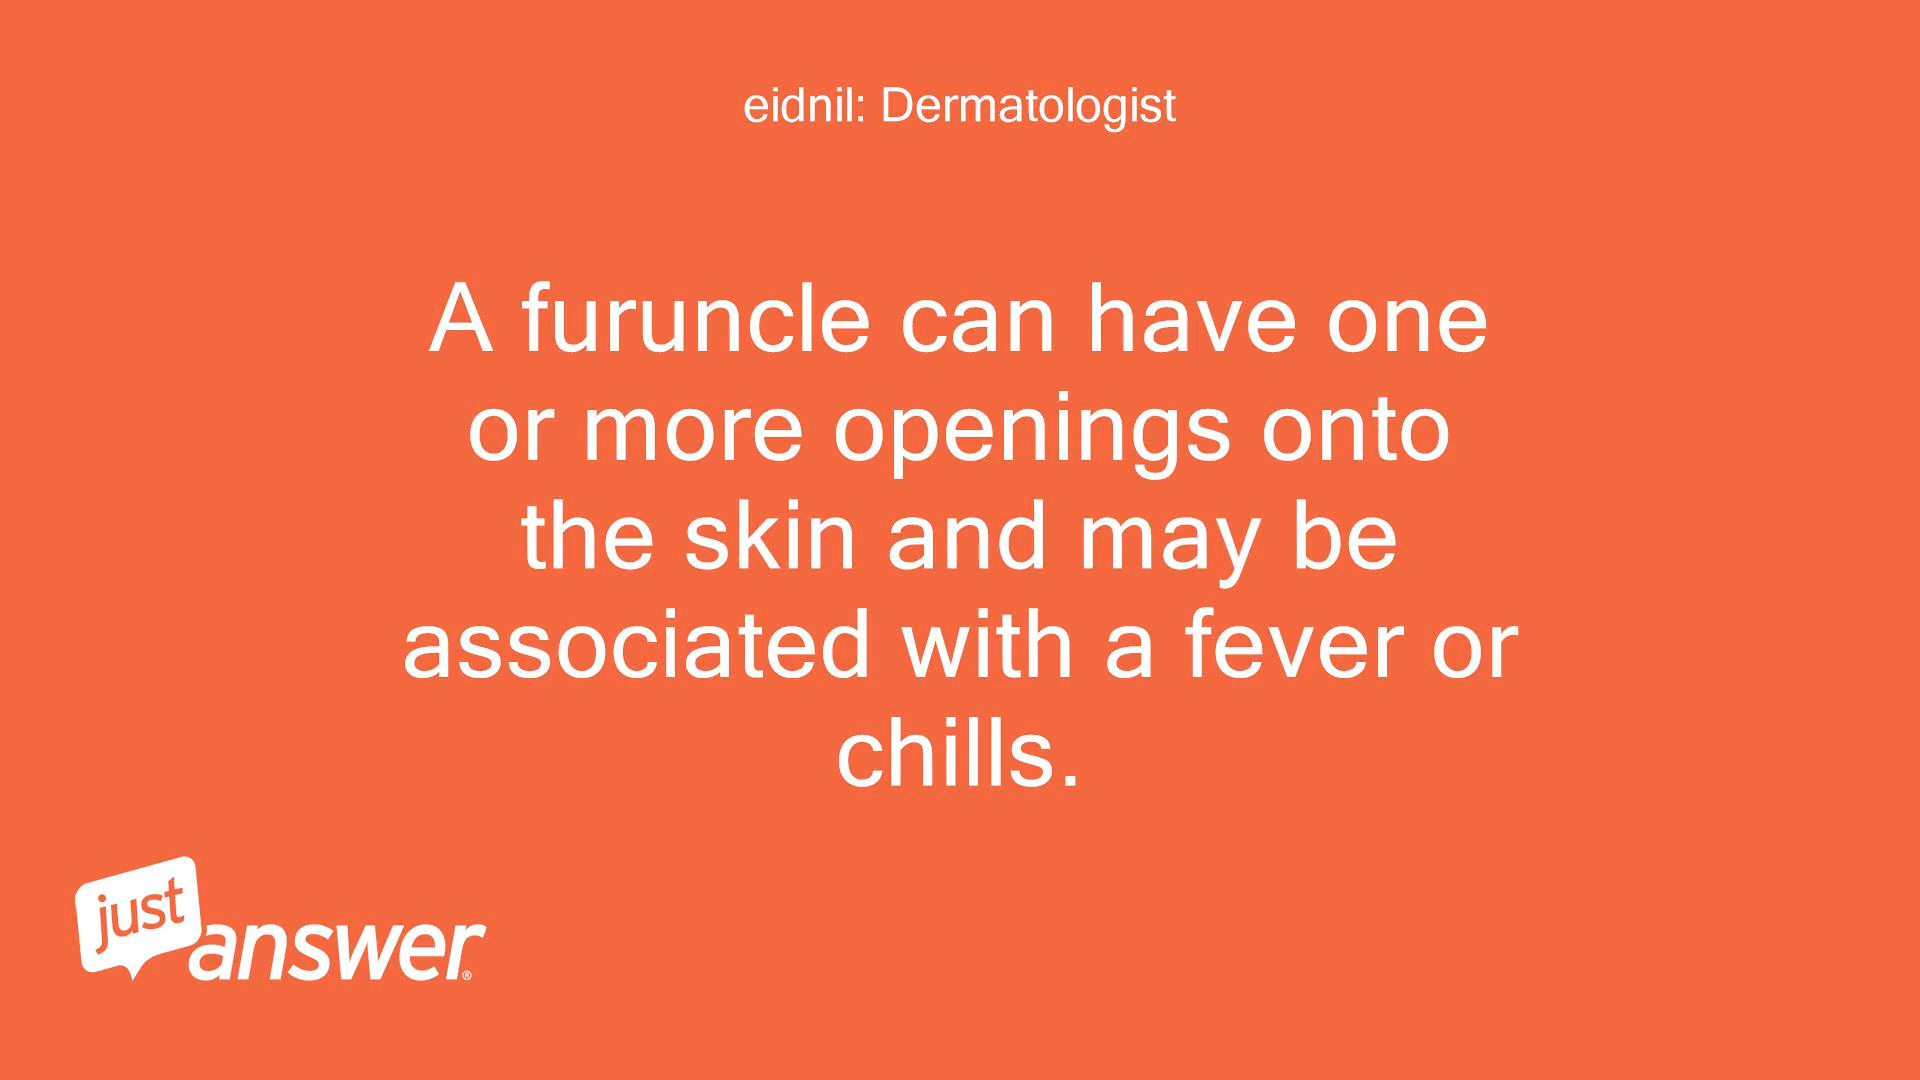 eidnil: Dermatologist
A furuncle can have one
or more openings onto
the skin and may be
associated with a fever or
chills.
just
answer®